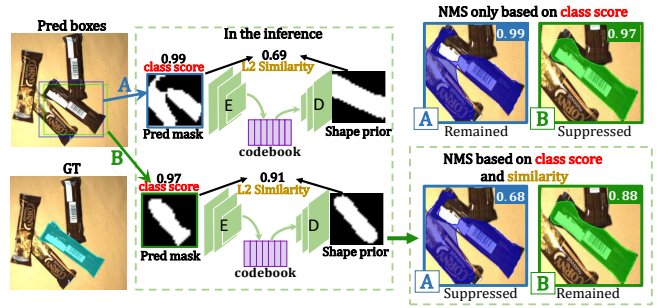 Pred boxes
A
B
GT
In the inference
0.99
class score
0.69
L2 Similarity
E
D
Pred mask
codebook
Shape prior
0.97
class score
0.91
L2 Similarity
E
D
Pred mask
codebook
Shape prior
NMS only based on class score
0.99
0.97
A
B
Remained
Suppressed
NMS based on class score
and similarity
0.68
0.88
A
B
Suppressed
Remained